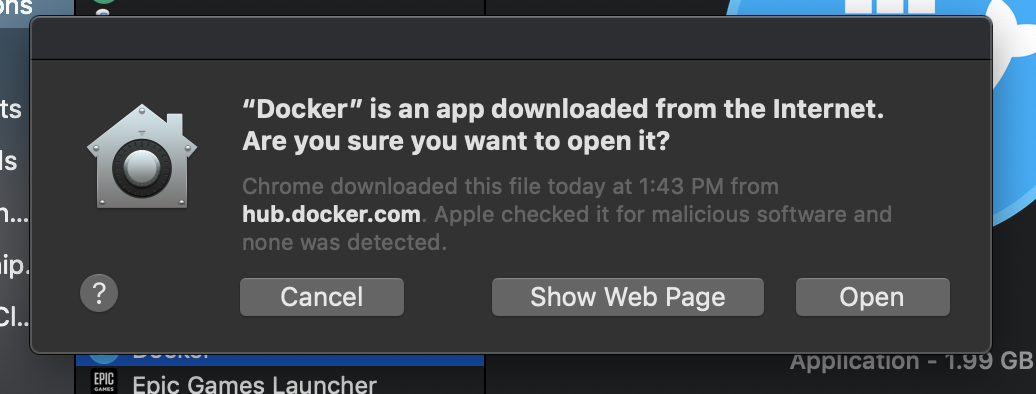 ons
“Docker” is an app downloaded from the Internet.
Are you sure you want to open it?
ts
ls
Chrome downloaded this file today at 1:43 PM from
hub.docker.com. Apple checked it for malicious software and
none was detected.
n...
ip.
Cl..
?
Cancel
Show Web Page
Open
Docker
Application - 1.99 GB
EPIC
GAMES
Epic Games Launcher